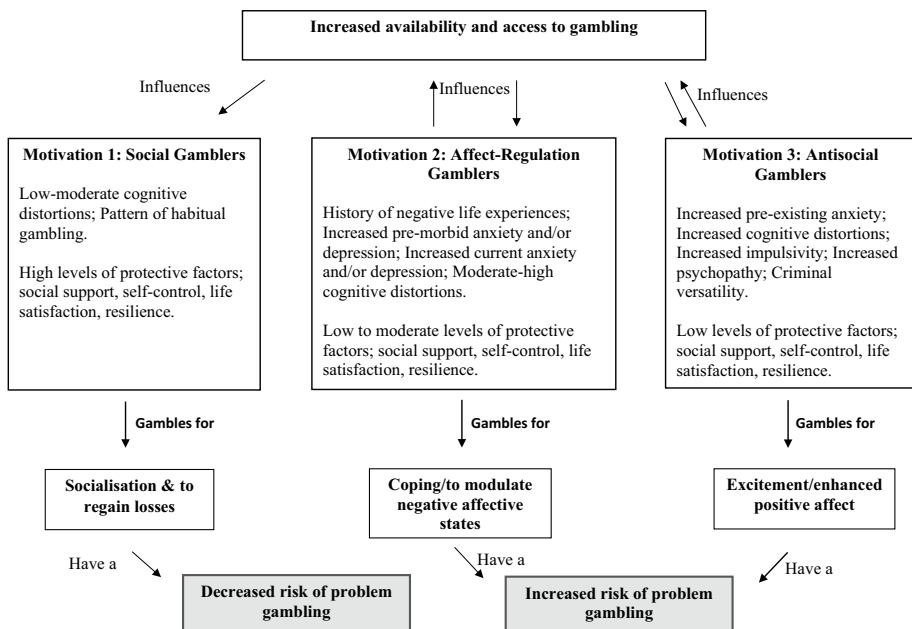 Increased availability and access to gambling
Influences
Influences
Influences
Motivation 1: Social Gamblers
Low-moderate cognitive
distortions; Pattern of habitual
gambling.
High levels of protective factors;
social support, self-control, life
satisfaction, resilience.
Motivation 2: Affect-Regulation
Gamblers
History of negative life experiences;
Increased pre-morbid anxiety and/or
depression; Increased current anxiety
and/or depression; Moderate-high
cognitive distortions.
Low to moderate levels of protective
factors; social support, self-control, life
satisfaction, resilience.
Motivation 3: Antisocial
Gamblers
Increased pre-existing anxiety;
Increased cognitive distortions;
Increased impulsivity; Increased
psychopathy; Criminal
versatility.
Low levels of protective factors;
social support, self-control, life
satisfaction, resilience.
Gambles for
Gambles for
Gambles for
Socialisation & to
regain losses
Coping/to modulate
negative affective
states
Excitement/enhanced
positive affect
Have a
Have a
Have a
Decreased risk of problem
gambling
Increased risk of problem
gambling